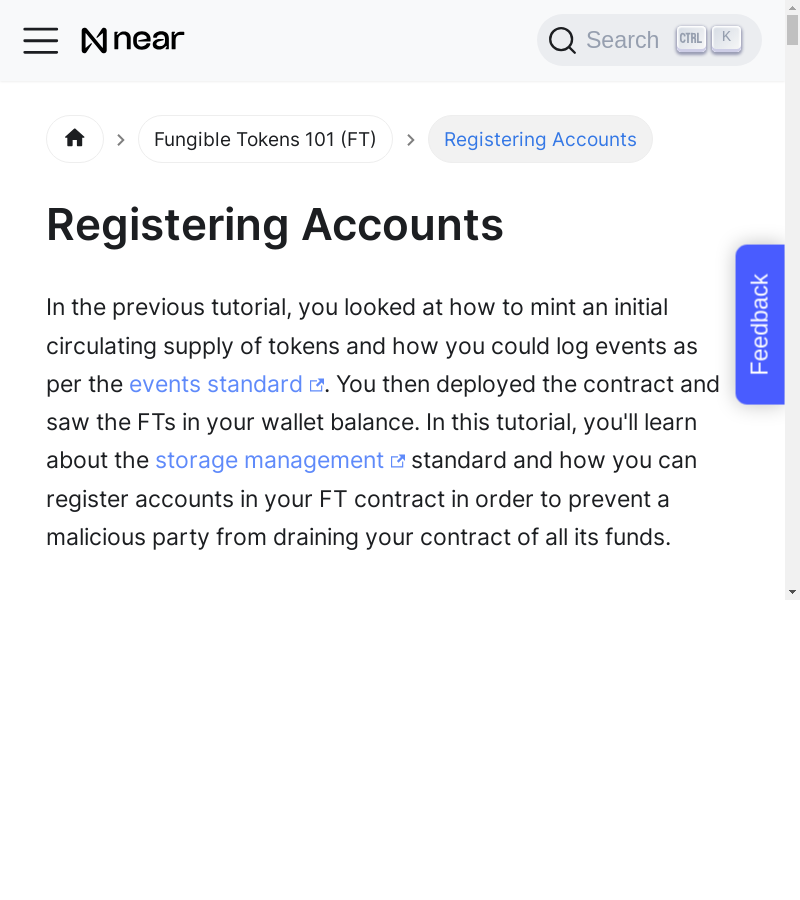 near
Search CTRL K
Fungible Tokens 101 (FT) Registering Accounts
Registering Accounts
In the previous tutorial, you looked at how to mint an initial
circulating supply of tokens and how you could log events as
per the events standard. You then deployed the contract and
saw the FTs in your wallet balance. In this tutorial, you'll learn
about the storage management standard and how you can
register accounts in your FT contract in order to prevent a
malicious party from draining your contract of all its funds.
Feedback